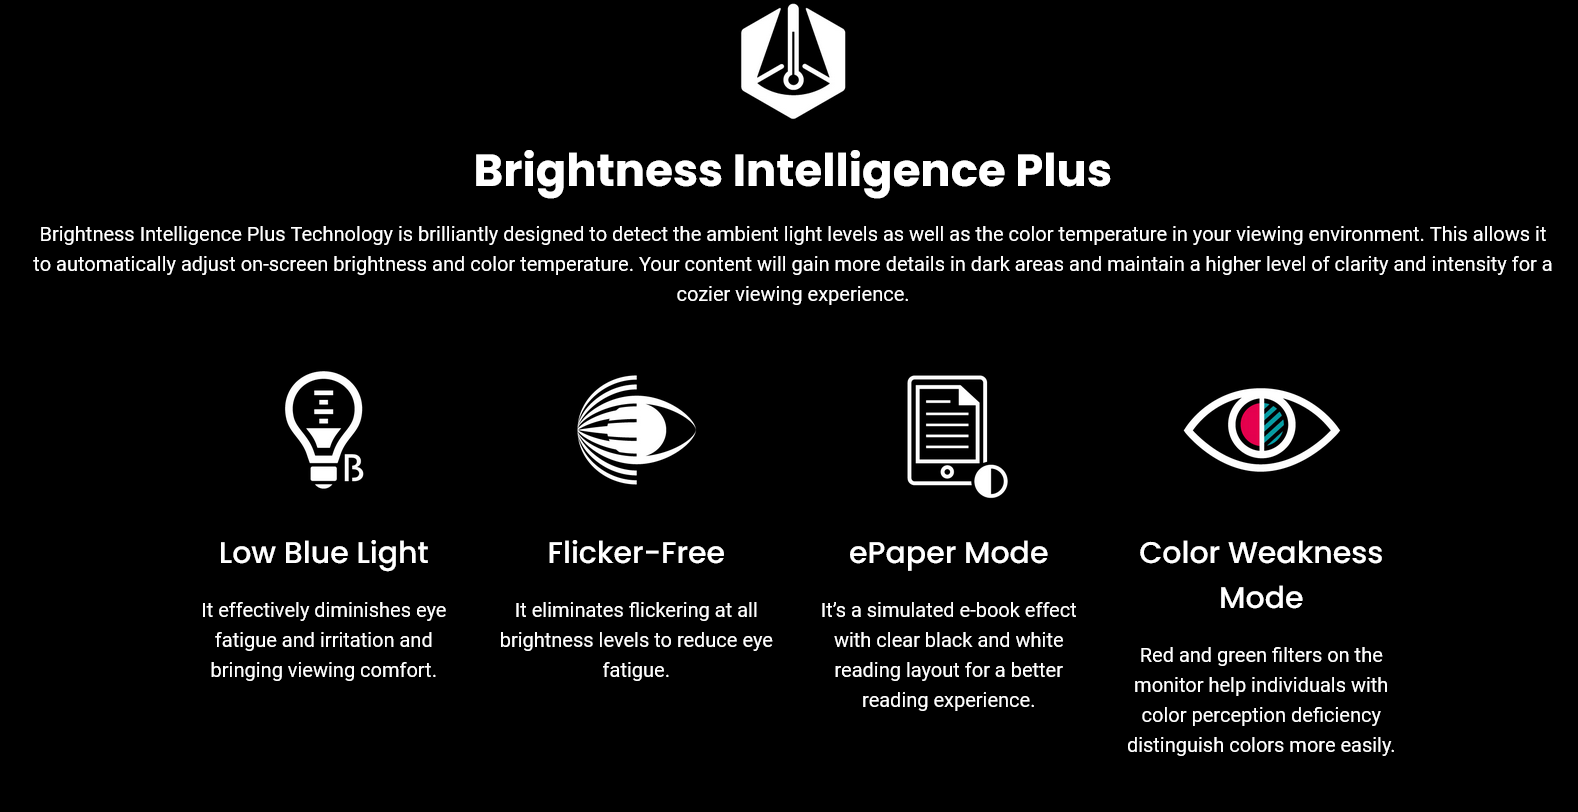 Brightness Intelligence Plus
Brightness Intelligence Plus Technology is brilliantly designed to detect the ambient light levels as well as the color temperature in your viewing environment. This allows it
to automatically adjust on-screen brightness and color temperature. Your content will gain more details in dark areas and maintain a higher level of clarity and intensity for a
cozier viewing experience.
B
Low Blue Light
It effectively diminishes eye
fatigue and irritation and
bringing viewing comfort.
Flicker-Free
It eliminates flickering at all
brightness levels to reduce eye
fatigue.
ePaper Mode
It’s a simulated e-book effect
with clear black and white
reading layout for a better
reading experience.
Color Weakness
Mode
Red and green filters on the
monitor help individuals with
color perception deficiency
distinguish colors more easily.